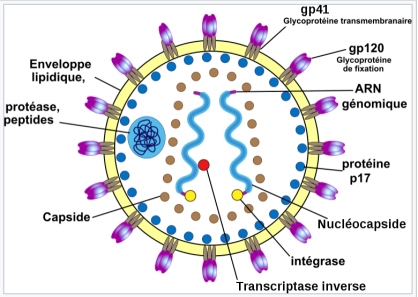 gp41
Glycoprotéine transmembranaire
gp120
Glycoprotéine
de fixation
Enveloppe
lipidique,
ARN
génomique
protéase,
peptides
protéine
p17
Capside
Nucléocapside
intégrase
Transcriptase inverse